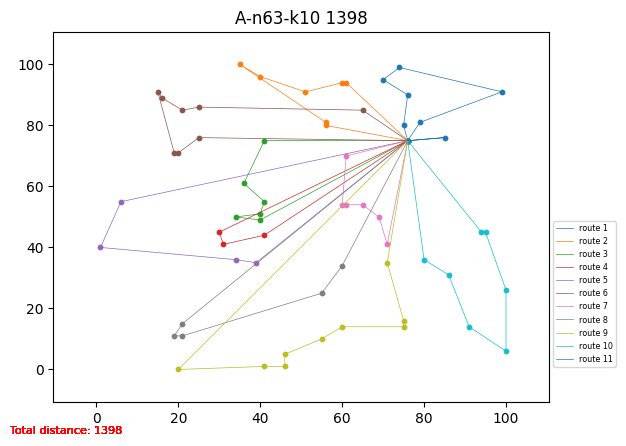 A-n63-k10 1398
100
80
60
40
20
0
0 20 40 60 80 100
route 1
route 2
route 3
route 4
route 5
route 6
route 7
route 8
route 9
route 10
route 11
Total distance: 1398